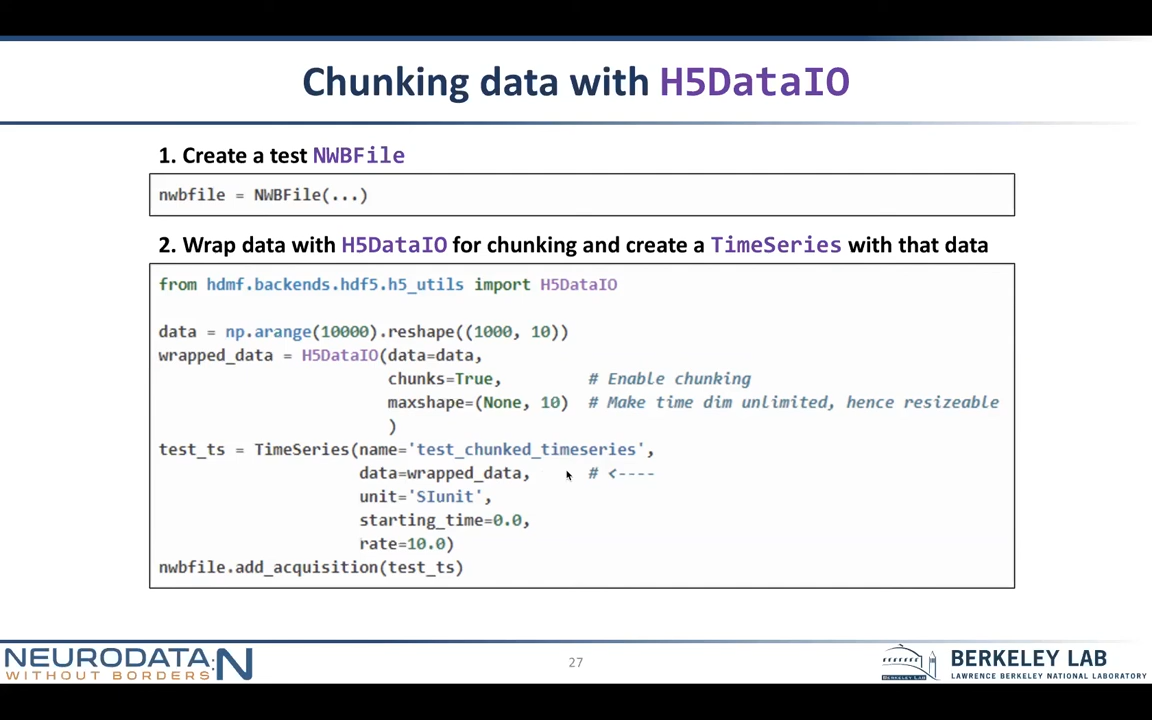 Chunking data with H5DataIO
1. Create a test NWBFile
nwbfile = NWBFile(...)
2. Wrap data with H5DataIO for chunking and create a TimeSeries with that data
from hdmf.backends.hdf5.h5_utils import H5DataIO
data = np.arange(10000).reshape((1000, 10))
wrapped_data = H5DataIO(data=data,
chunks=True, # Enable chunking
maxshape=(None, 10) # Make time dim unlimited, hence resizeable
)
test_ts = TimeSeries(name='test_chunked_timeseries',
data=wrapped_data, # <----
unit='SIunit',
starting_time=0.0,
rate=10.0)
nwbfile.add_acquisition(test_ts)
NEURODATA
WITHOUT BORDERS
:N
27
BERKELEY LAB
LAWRENCE BERKELEY NATIONAL LABORATORY